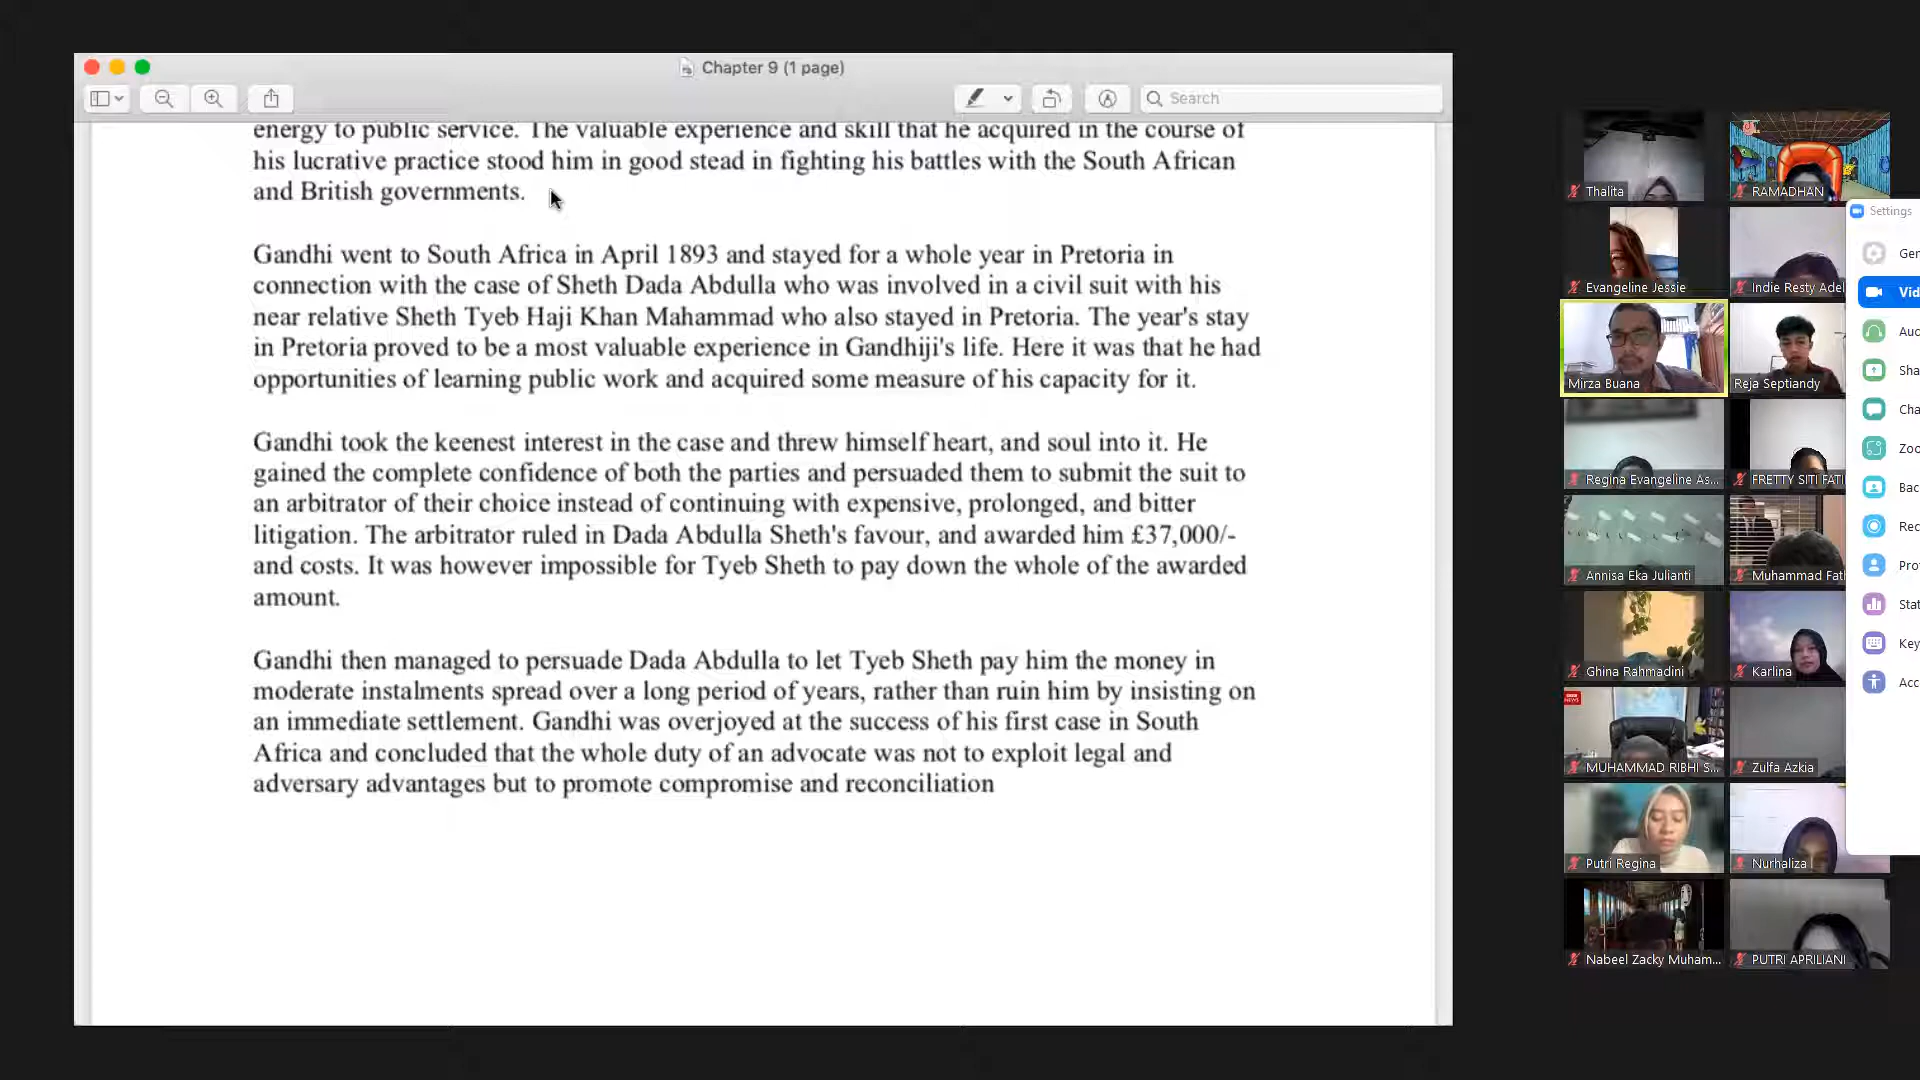 Chapter 9 (1 page)
Search
energy to public service. The valuable experience and skill that he acquired in the course of
his lucrative practice stood him in good stead in fighting his battles with the South African
and British governments.
Gandhi went to South Africa in April 1893 and stayed for a whole year in Pretoria in
connection with the case of Sheth Dada Abdulla who was involved in a civil suit with his
near relative Sheth Tyeb Haji Khan Mahammad who also stayed in Pretoria. The year's stay
in Pretoria proved to be a most valuable experience in Gandhiji's life. Here it was that he had
opportunities of learning public work and acquired some measure of his capacity for it.
Gandhi took the keenest interest in the case and threw himself heart, and soul into it. He
gained the complete confidence of both the parties and persuaded them to submit the suit to
an arbitrator of their choice instead of continuing with expensive, prolonged, and bitter
litigation. The arbitrator ruled in Dada Abdulla Sheth's favour, and awarded him £37,000/-
and costs. It was however impossible for Tyeb Sheth to pay down the whole of the awarded
amount.
Gandhi then managed to persuade Dada Abdulla to let Tyeb Sheth pay him the money in
moderate instalments spread over a long period of years, rather than ruin him by insisting on
an immediate settlement. Gandhi was overjoyed at the success of his first case in South
Africa and concluded that the whole duty of an advocate was not to exploit legal and
adversary advantages but to promote compromise and reconciliation
Thalita
RAMADHAN
Evangeline Jessie
Indie Resty Adel
Mirza Buana
Reja Septiandy
Regina Evangeline As...
FRETTY SITI FATI
Annisa Eka Julianti
Muhammad Fat
Ghina Rahmadini
Karlina
BBC
NEWS
MUHAMMAD RIBHI S...
Zulfa Azkia
Putri Regina
Nurhaliza
Nabeel Zacky Muham...
PUTRI APRILIANI
Settings
Ger
Vid
Auc
Sha
Cha
Zoo
Bac
Rec
Pro
Stat
Key
Acc